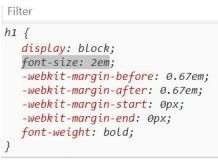 Filter
h1 {
display: block;
font-size: 2em;
-webkit-margin-before: 0.67em;
-webkit-margin-after: 0.67em;
-webkit-margin-start: 0px;
-webkit-margin-end: 0px;
font-weight: bold;
}